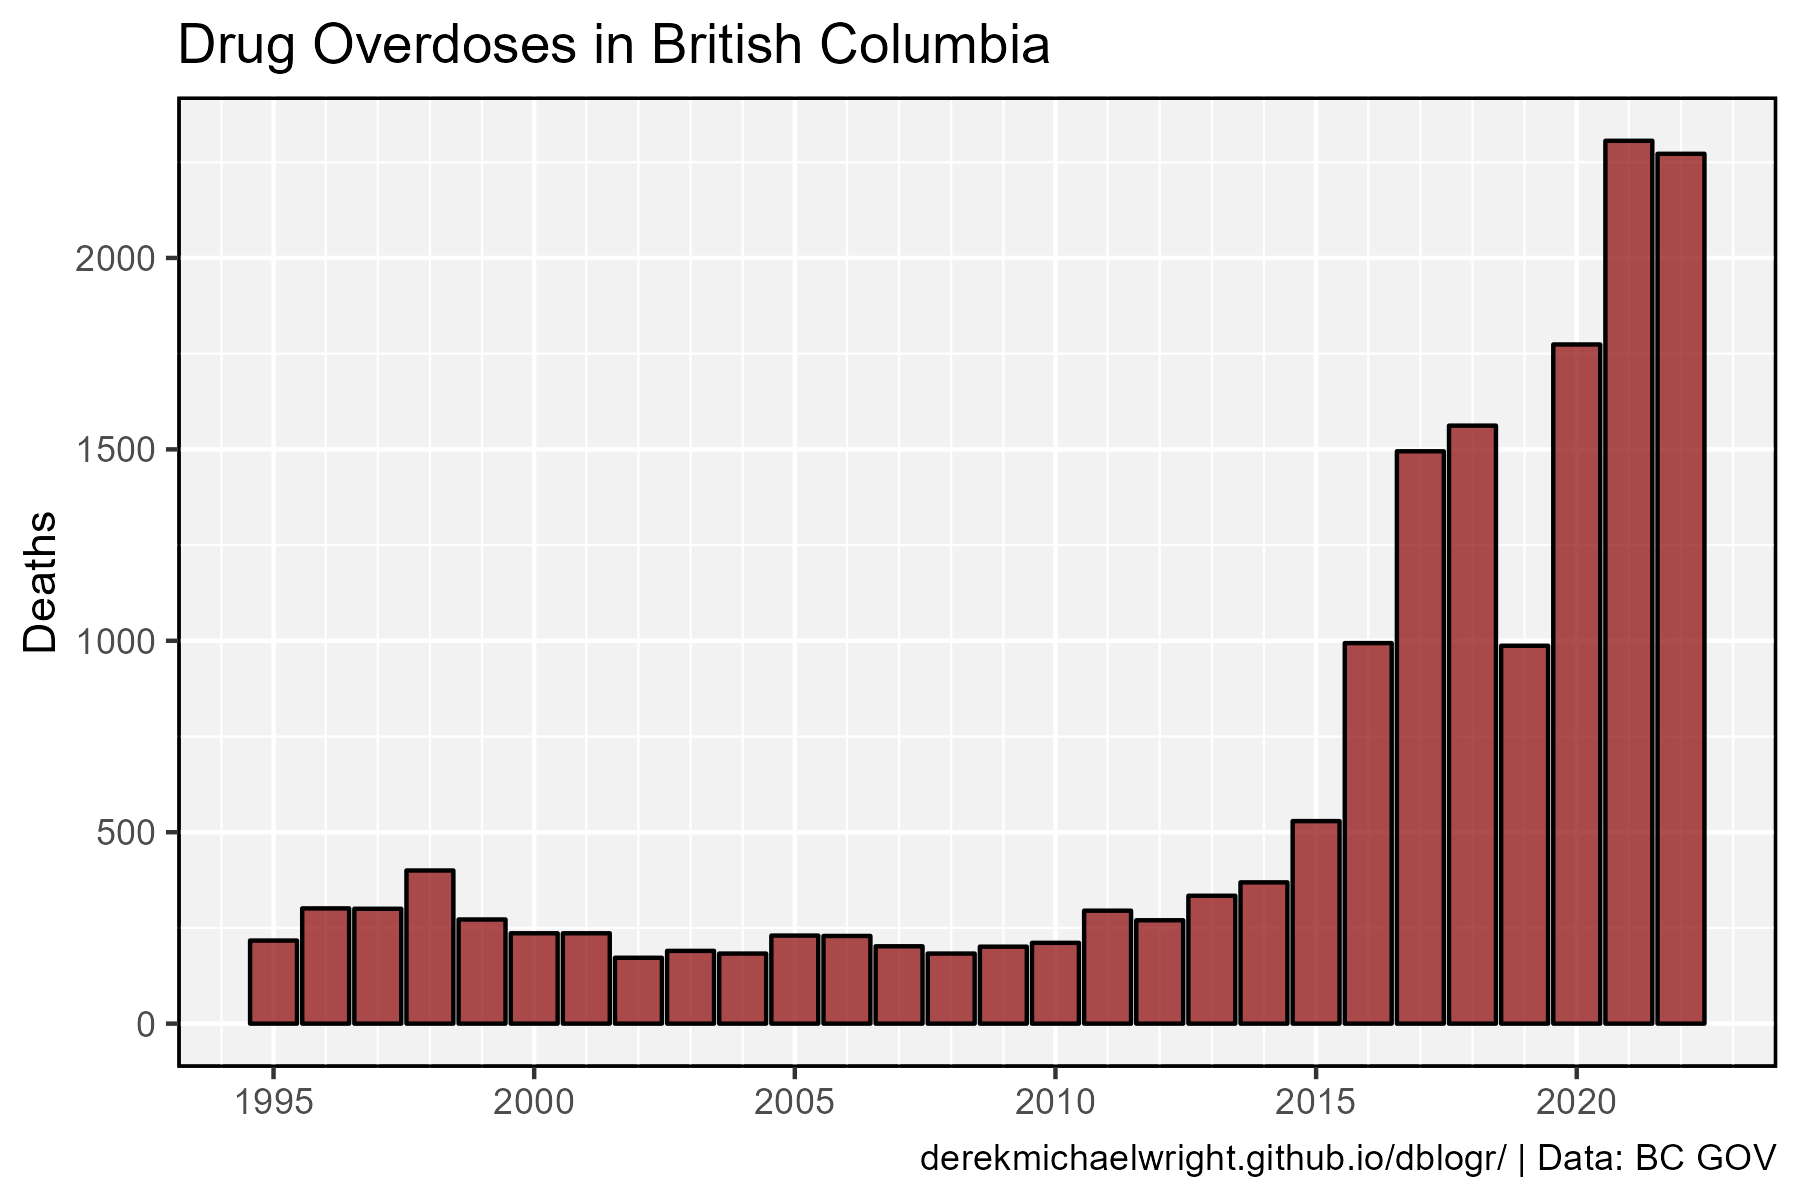 Drug Overdoses in British Columbia
Deaths
2000
1500
1000
500
0
1995 2000 2005 2010 2015 2020
derekmichaelwright.github.io/dblogr/ | Data: BC GOV